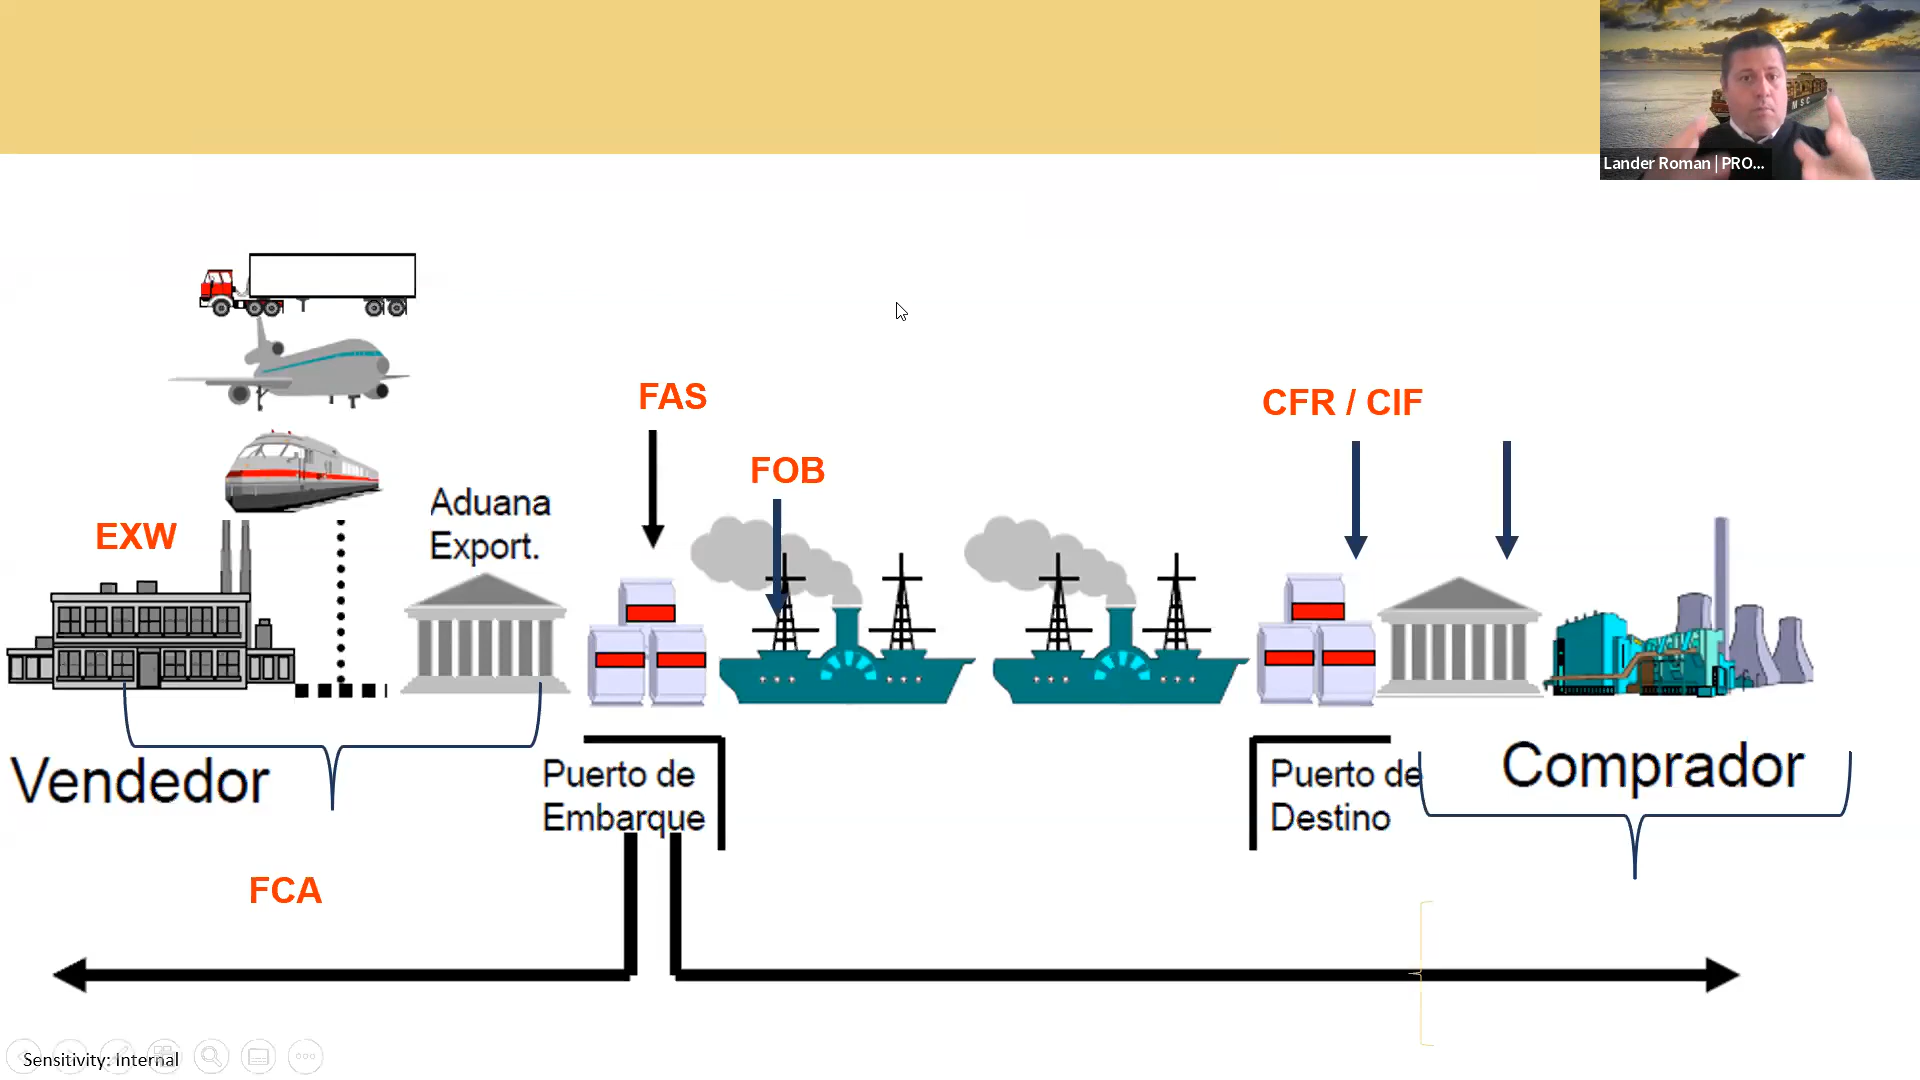 MSC
Lander Roman | PRO...
FAS
CFR / CIF
FOB
Aduana
Export.
EXW
Vendedor
Puerto de
Embarque
Puerto de
Destino
Comprador
FCA
Sensitivity: Internal